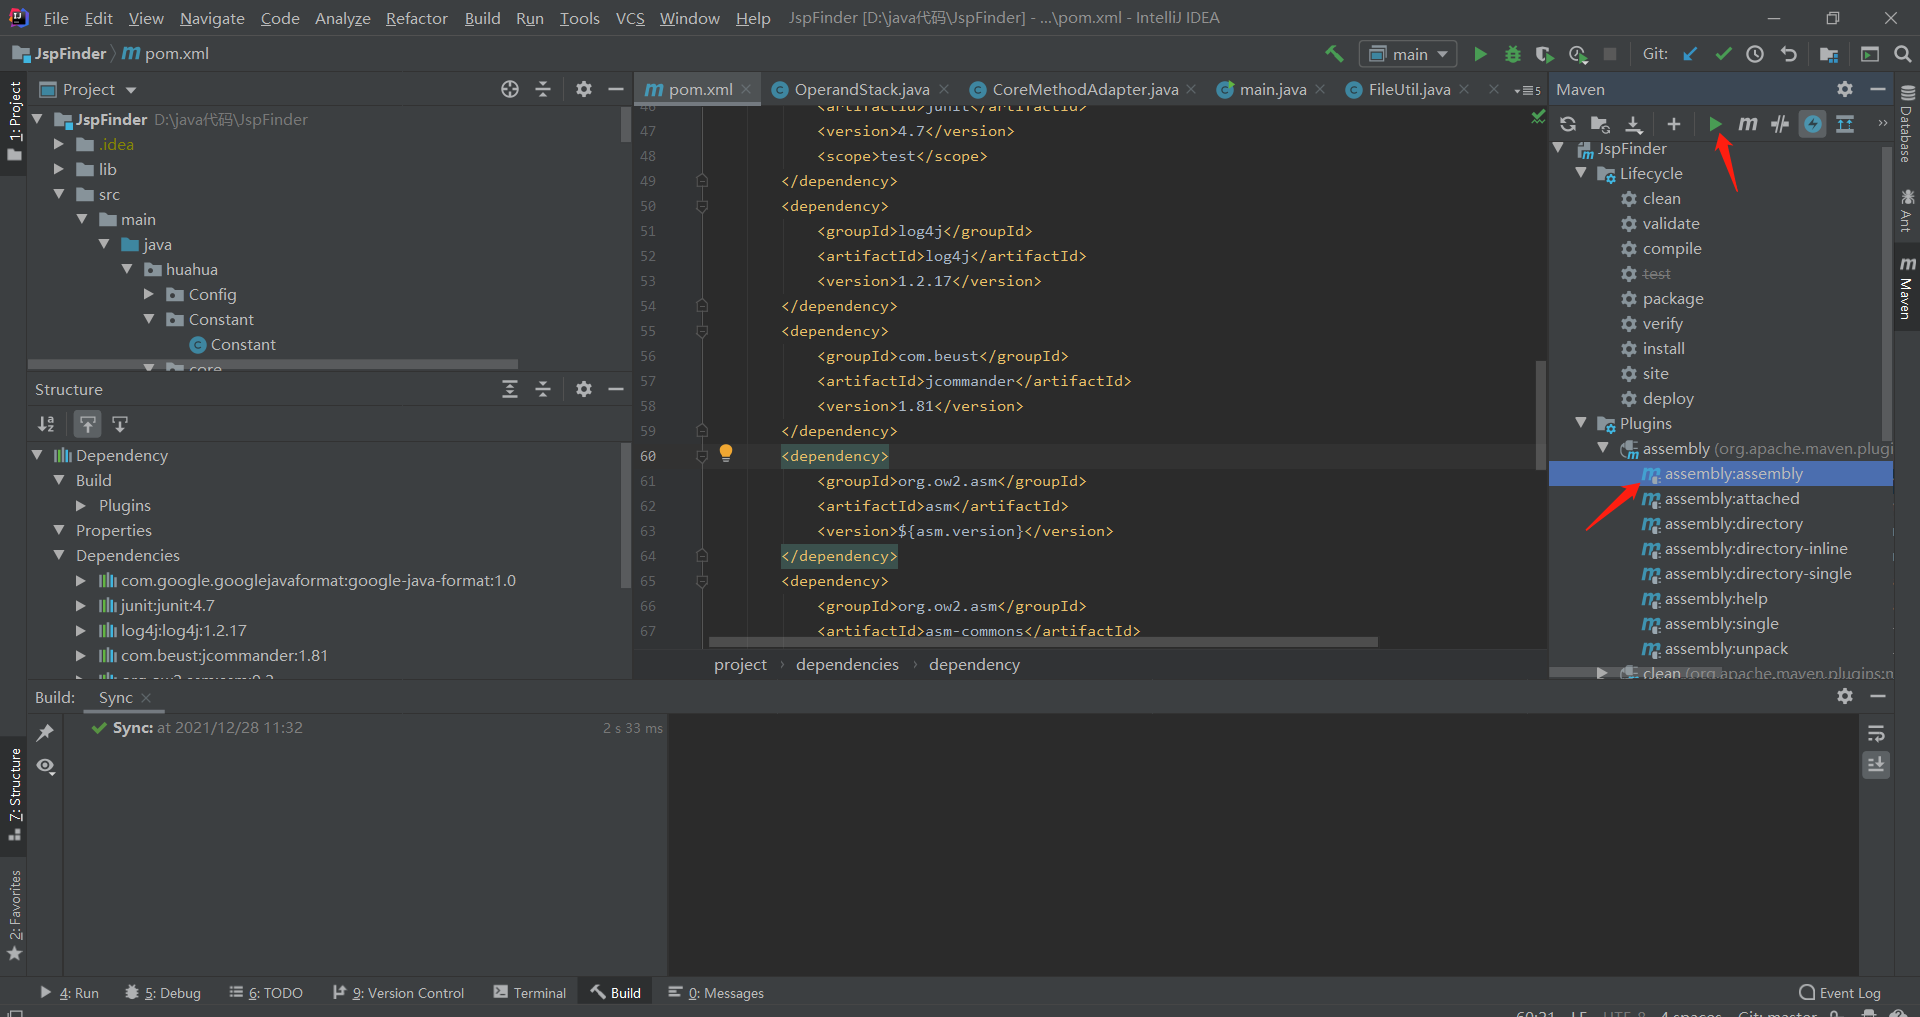 File Edit View Navigate Code Analyze Refactor Build Run Tools VCS Window Help JspFinder [D:\java代码\JspFinder] - ...\pom.xml - IntelliJ IDEA
JspFinder pom.xml
main
Git:
1: Project
Project
JspFinder D:\java代码\JspFinder
.idea
lib
src
main
java
huahua
Config
Constant
Constant
core
Structure
Dependency
Build
Plugins
Properties
Dependencies
com.google.googlejavaformat:google-java-format:1.0
junit:junit:4.7
log4j:log4j:1.2.17
com.beust:jcommander:1.81
pom.xml OperandStack.java CoreMethodAdapter.java main.java FileUtil.java 5
46 <artifactId>junit</artifactId>
47 <version>4.7</version>
48 <scope>test</scope>
49 </dependency>
50 <dependency>
51 <groupId>log4j</groupId>
52 <artifactId>log4j</artifactId>
53 <version>1.2.17</version>
54 </dependency>
55 <dependency>
56 <groupId>com.beust</groupId>
57 <artifactId>jcommander</artifactId>
58 <version>1.81</version>
59 </dependency>
60 <dependency>
61 <groupId>org.ow2.asm</groupId>
62 <artifactId>asm</artifactId>
63 <version>${asm.version}</version>
64 </dependency>
65 <dependency>
66 <groupId>org.ow2.asm</groupId>
67 <artifactId>asm-commons</artifactId>
project › dependencies › dependency
Maven
JspFinder
Lifecycle
clean
validate
compile
test
package
verify
install
site
deploy
Plugins
assembly (org.apache.maven.plugi
assembly:assembly
assembly:attached
assembly:directory
assembly:directory-inline
assembly:directory-single
assembly:help
assembly:single
assembly:unpack
clean (org.apache.maven.plugins:m
Database
Ant
Maven
Build: Sync
Sync: at 2021/12/28 11:32 2 s 33 ms
7: Structure
2: Favorites
4: Run 5: Debug 6: TODO 9: Version Control Terminal Build 0: Messages Event Log
60:21 LF UTF-8 4 spaces Git: master